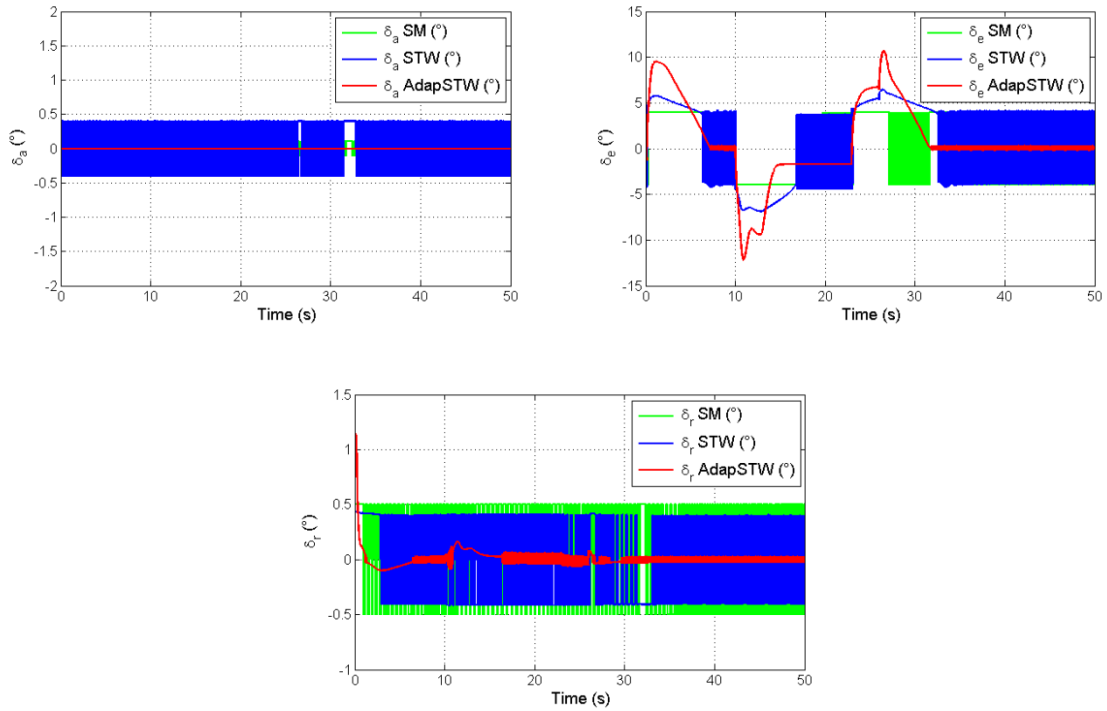 2
1.5
1
0.5
0
-0.5
-1
-1.5
-2
δa (°)
0 10 20 30 40 50
Time (s)
δa SM (°)
δa STW (°)
δa AdapSTW (°)
15
10
5
0
-5
-10
-15
δe (°)
0 10 20 30 40 50
Time (s)
δe SM (°)
δe STW (°)
δe AdapSTW (°)
1.5
1
0.5
0
-0.5
-1
δr (°)
0 10 20 30 40 50
Time (s)
δr SM (°)
δr STW (°)
δr AdapSTW (°)